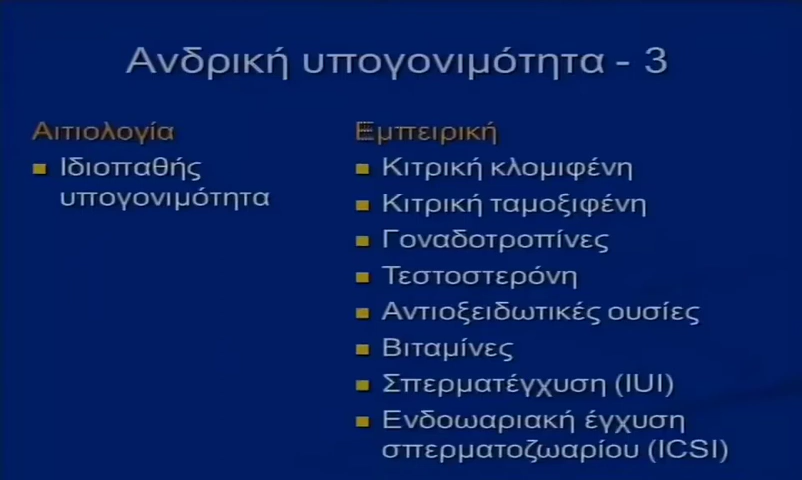 Ανδρική υπογονιμότητα - 3
Αιτιολογία
Ιδιοπαθής
υπογονιμότητα
Εμπειρική
Κιτρική κλομιφένη
Κιτρική ταμοξιφένη
Γοναδοτροπίνες
Τεστοστερόνη
Αντιοξειδωτικές ουσίες
Βιταμίνες
Σπερματέγχυση (IUI)
Ενδοωαριακή έγχυση
σπερματοζωαρίου (ICSI)